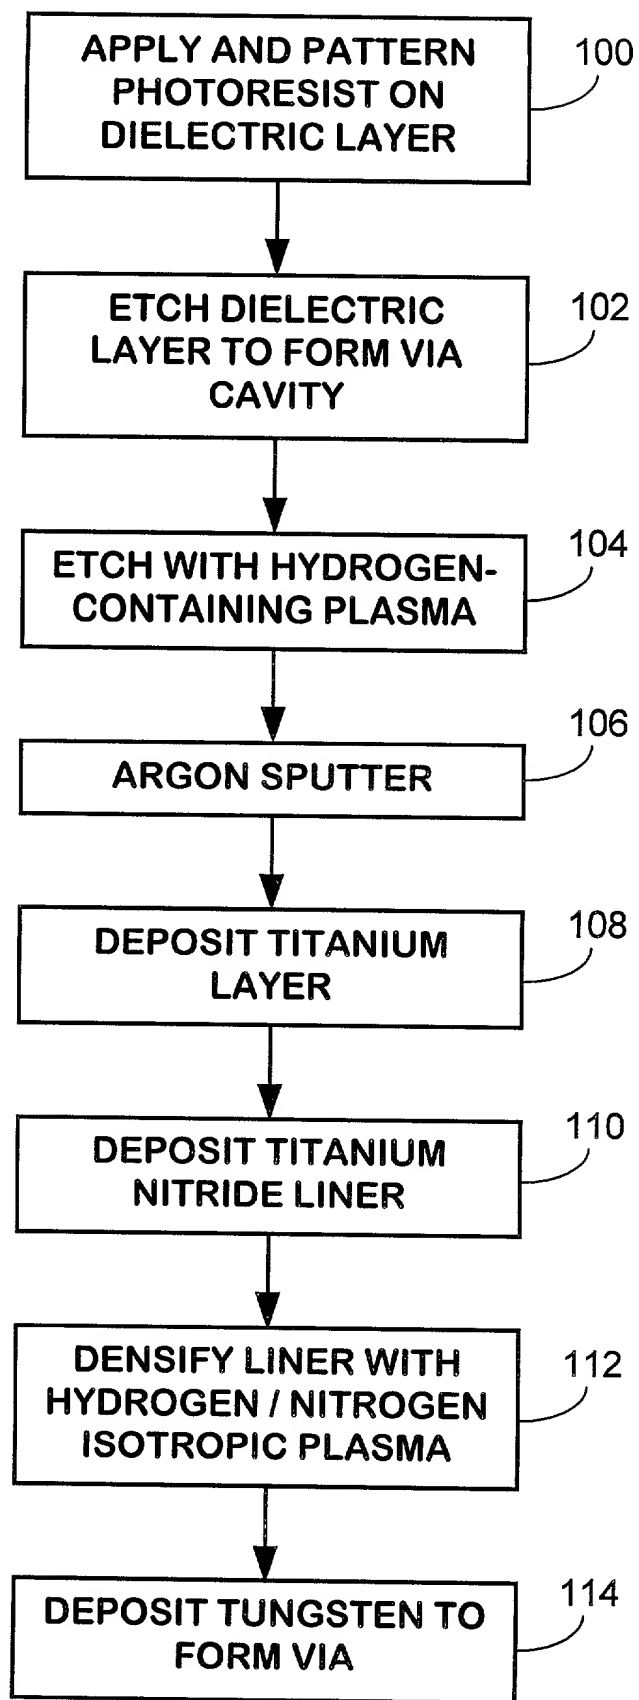 APPLY AND PATTERN
PHOTORESIST ON
DIELECTRIC LAYER
100
ETCH DIELECTRIC
LAYER TO FORM VIA
CAVITY
102
ETCH WITH HYDROGEN-
CONTAINING PLASMA
104
ARGON SPUTTER
106
DEPOSIT TITANIUM
LAYER
108
DEPOSIT TITANIUM
NITRIDE LINER
110
DENSIFY LINER WITH
HYDROGEN / NITROGEN
ISOTROPIC PLASMA
112
DEPOSIT TUNGSTEN TO
FORM VIA
114